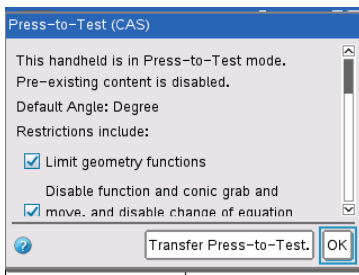 Press-to-Test (CAS)
This handheld is in Press-to-Test mode.
Pre-existing content is disabled.
Default Angle: Degree
Restrictions include:
Limit geometry functions
Disable function and conic grab and
move, and disable change of equation
? Transfer Press-to-Test. OK